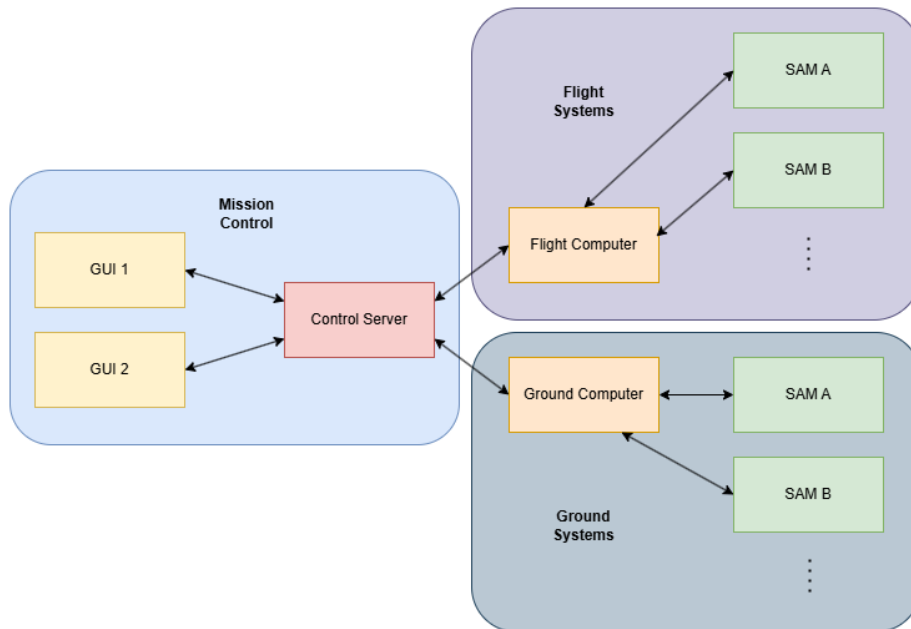 Mission
Control
GUI 1
GUI 2
Control Server
Flight
Systems
SAM A
SAM B
Flight Computer
Ground Computer
SAM A
SAM B
Ground
Systems